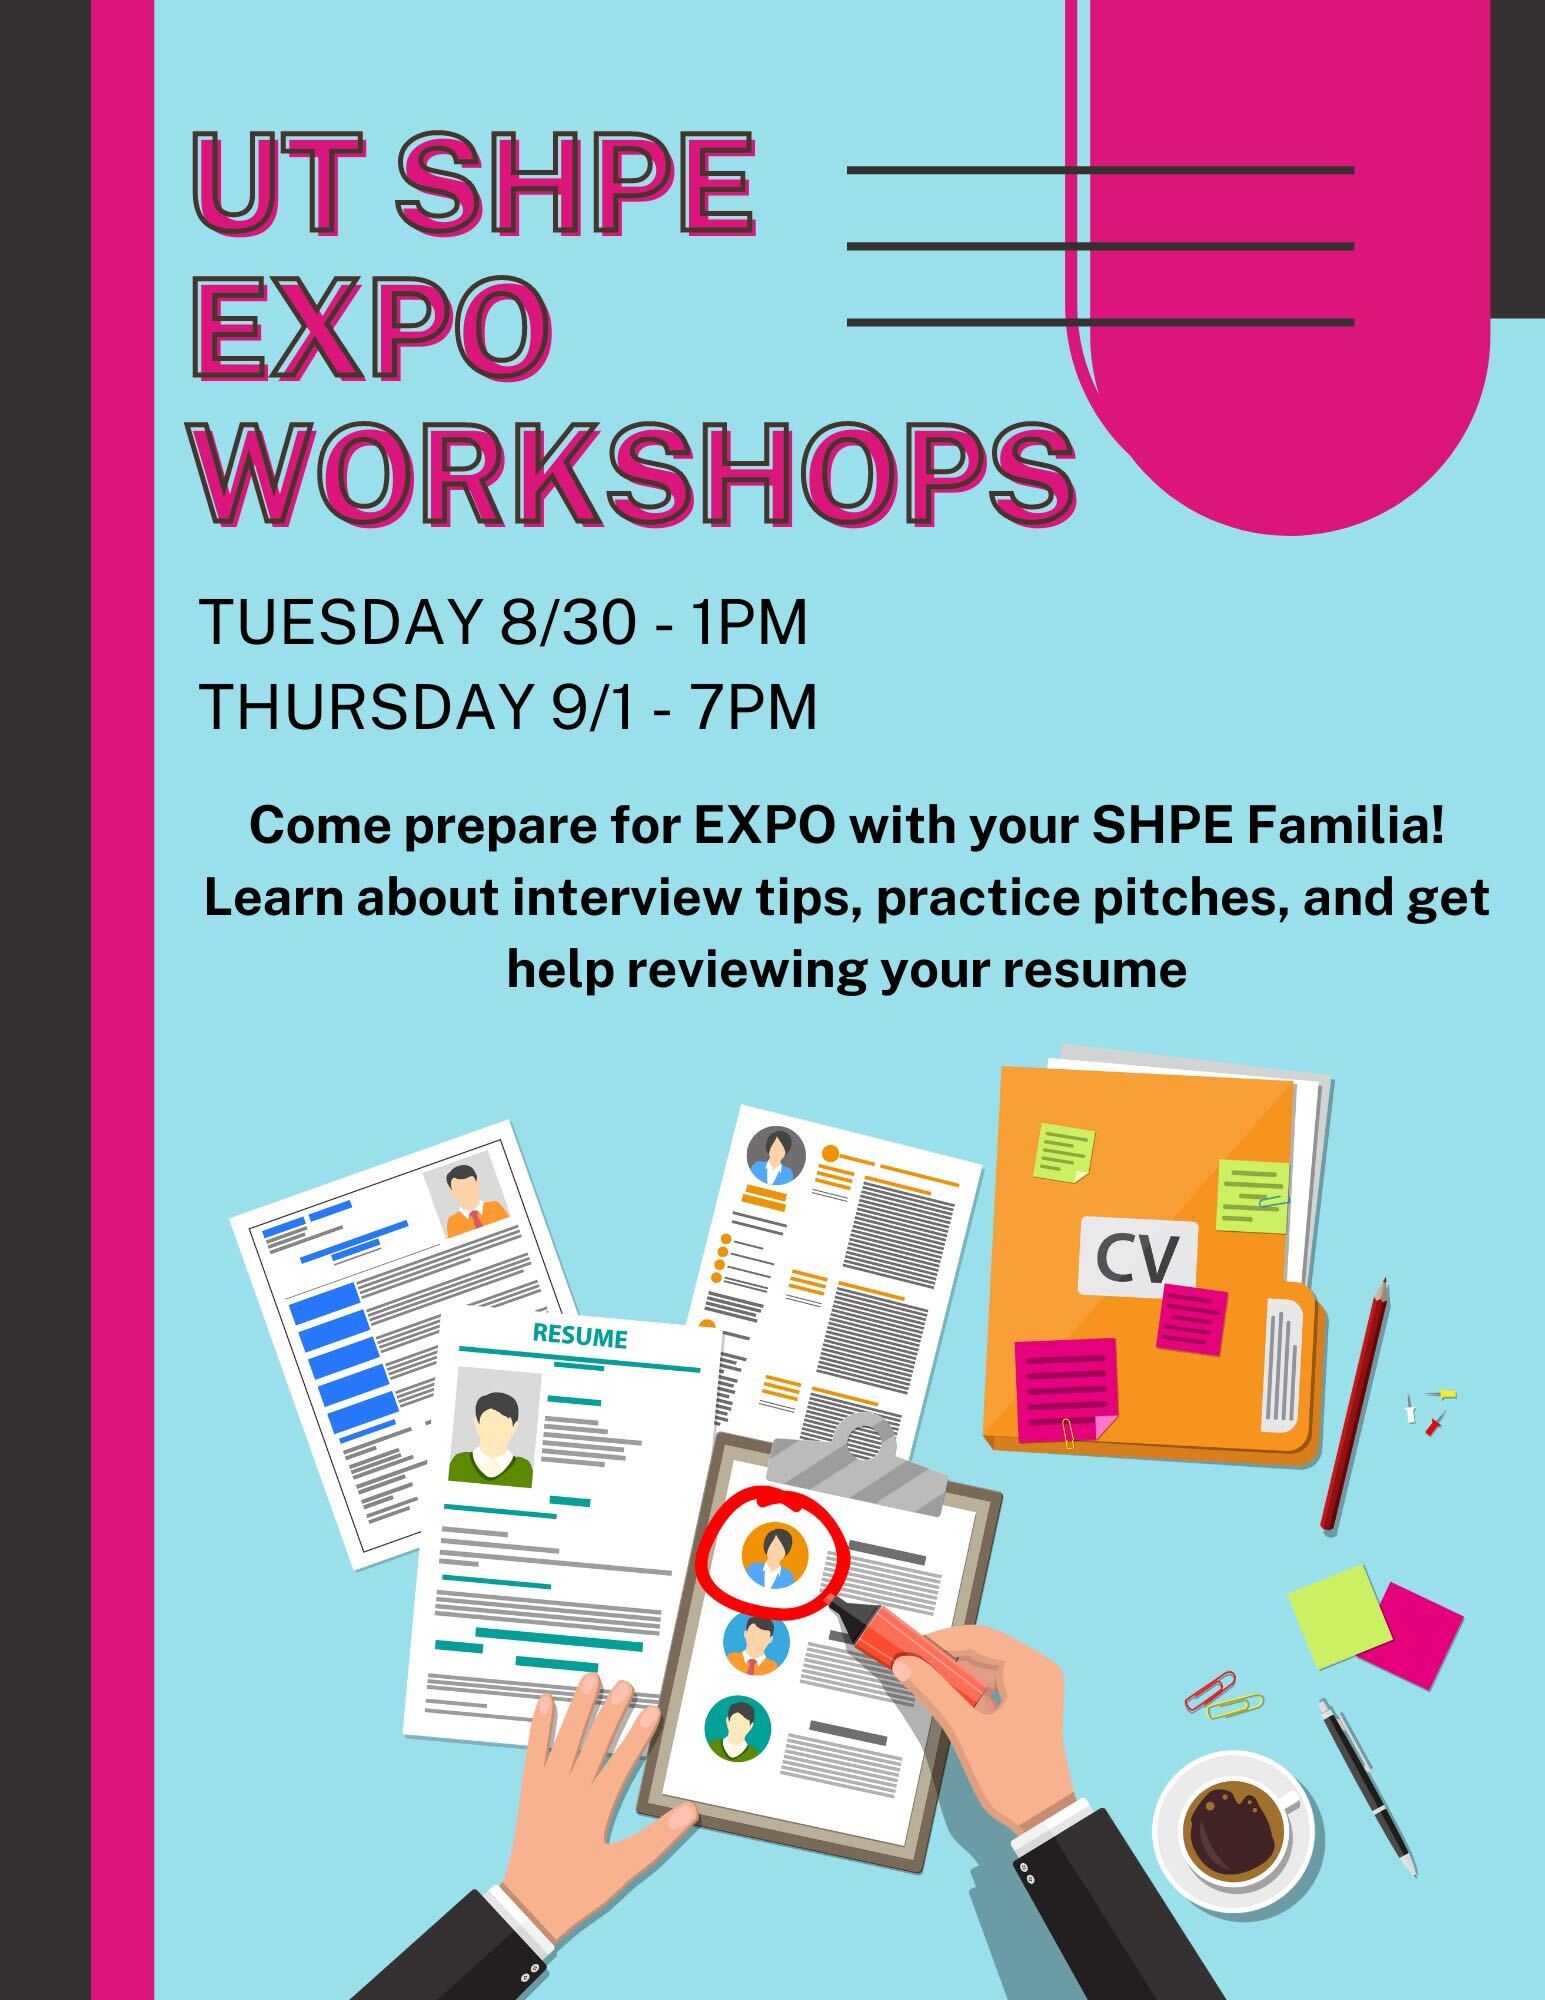 UT SHPE
EXPO
WORKSHOPS
TUESDAY 8/30 - 1PM
THURSDAY 9/1 - 7PM
Come prepare for EXPO with your SHPE Familia!
Learn about interview tips, practice pitches, and get
help reviewing your resume
CV
RESUME